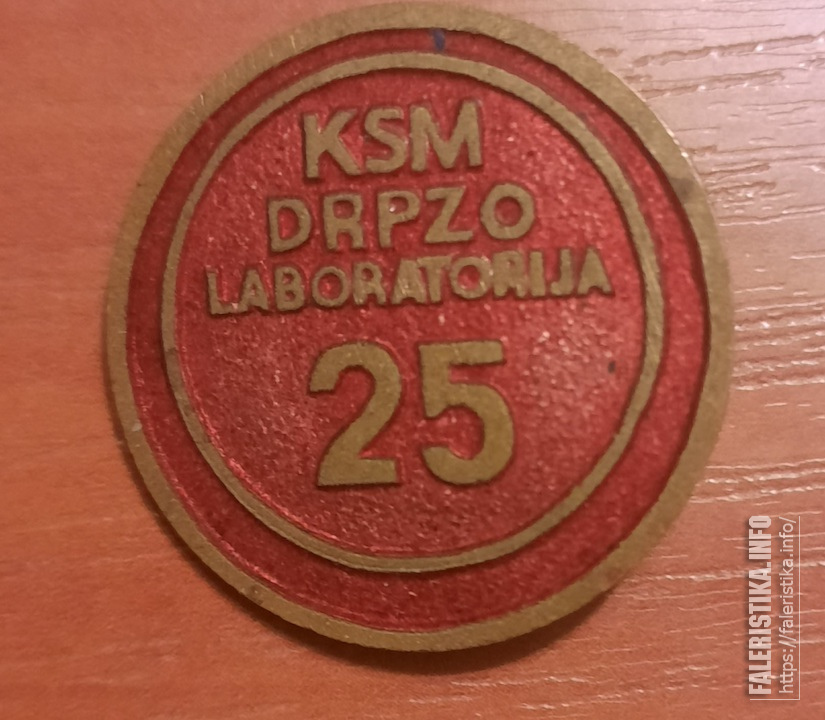 KSM
DRPZO
LABORATORIJA
25
FALERISTIKA.INFO
https://faleristika.info/